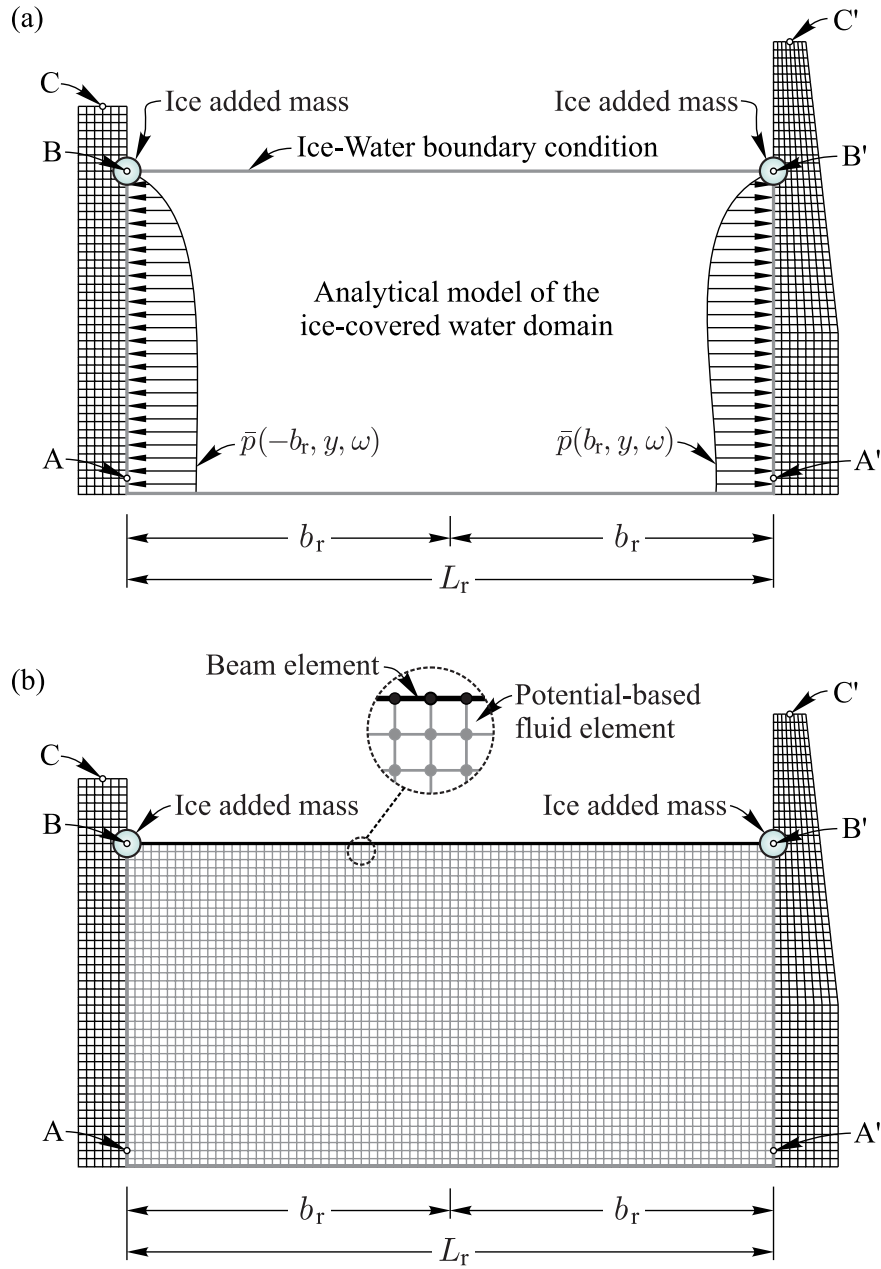 (a)
C'
C
Ice added mass
Ice added mass
B
Ice-Water boundary condition
B'
Analytical model of the
ice-covered water domain
A
p̄(−b_r, y, ω)
p̄(b_r, y, ω)
A'
b_r
b_r
L_r
(b)
Beam element
Potential-based
fluid element
C'
C
Ice added mass
Ice added mass
B
B'
A
A'
b_r
b_r
L_r